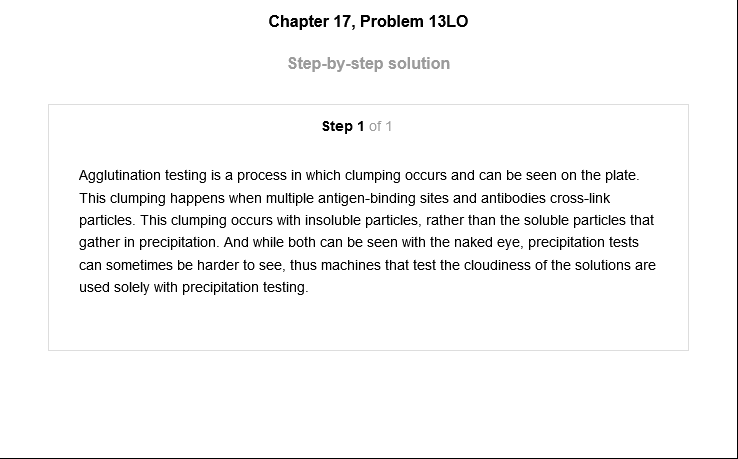 Chapter 17, Problem 13LO
Step-by-step solution
Step 1 of 1
Agglutination testing is a process in which clumping occurs and can be seen on the plate.
This clumping happens when multiple antigen-binding sites and antibodies cross-link
particles. This clumping occurs with insoluble particles, rather than the soluble particles that
gather in precipitation. And while both can be seen with the naked eye, precipitation tests
can sometimes be harder to see, thus machines that test the cloudiness of the solutions are
used solely with precipitation testing.